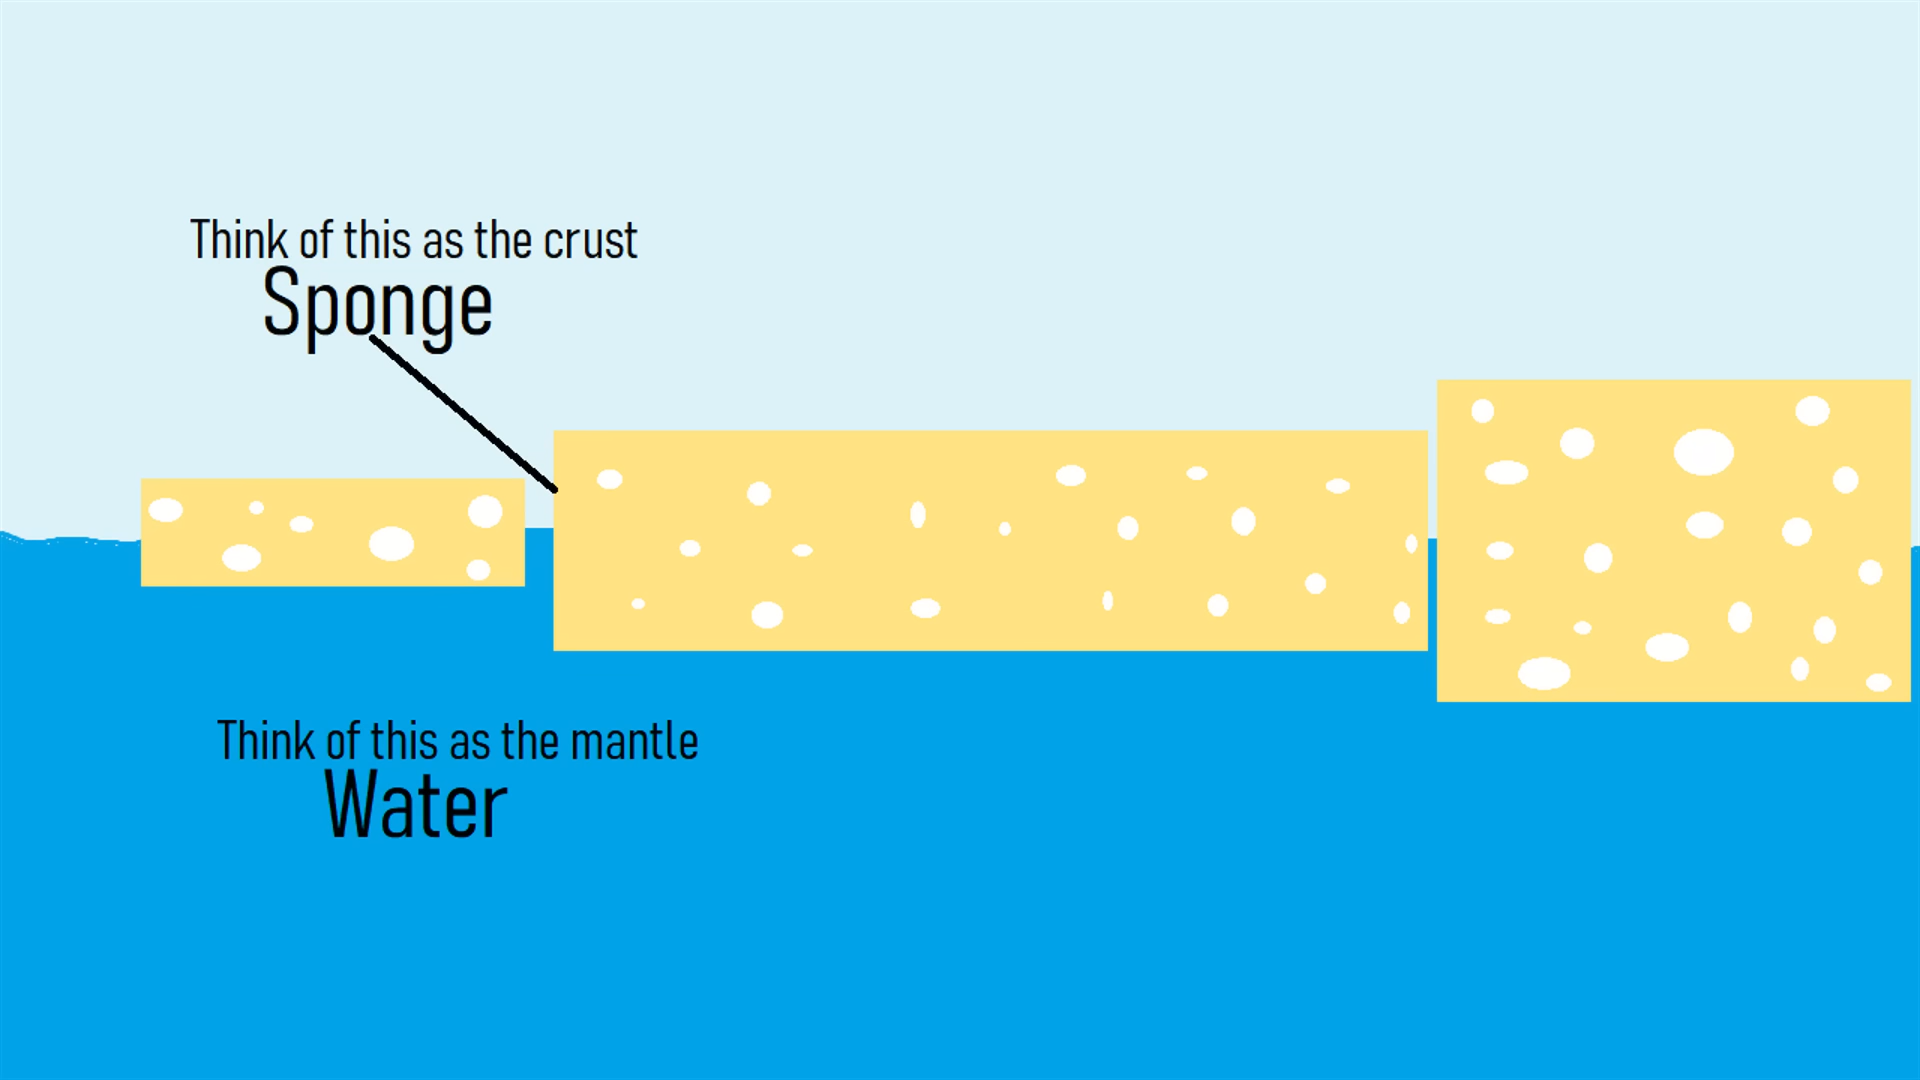 Think of this as the crust
Sponge
Think of this as the mantle
Water